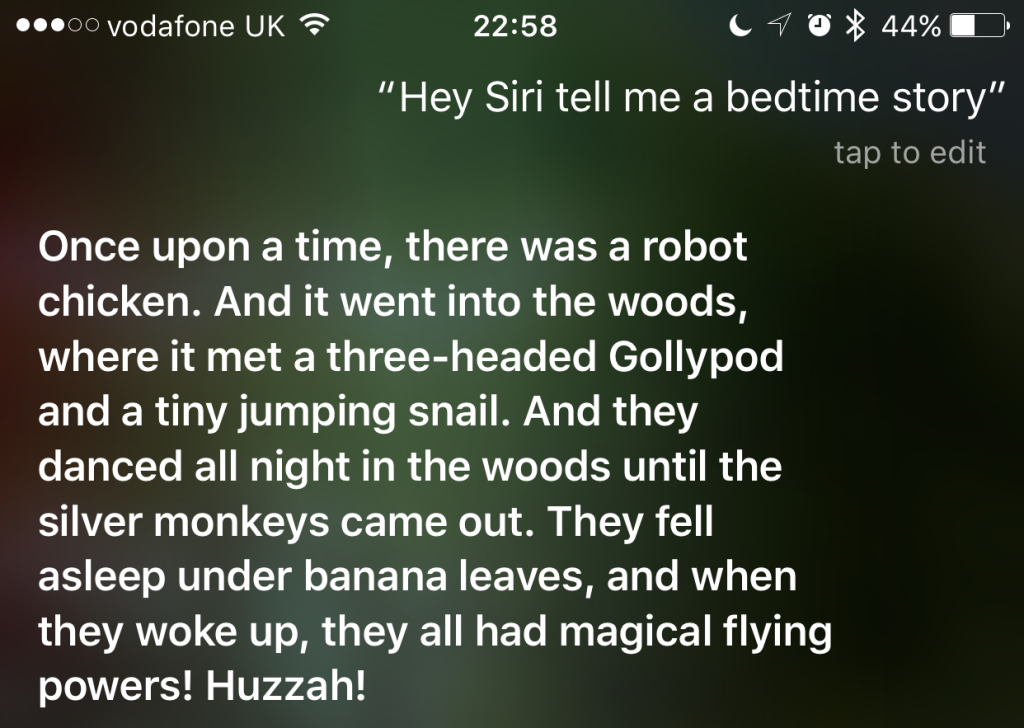 vodafone UK 22:58 44%
“Hey Siri tell me a bedtime story”
tap to edit
Once upon a time, there was a robot
chicken. And it went into the woods,
where it met a three-headed Gollypod
and a tiny jumping snail. And they
danced all night in the woods until the
silver monkeys came out. They fell
asleep under banana leaves, and when
they woke up, they all had magical flying
powers! Huzzah!